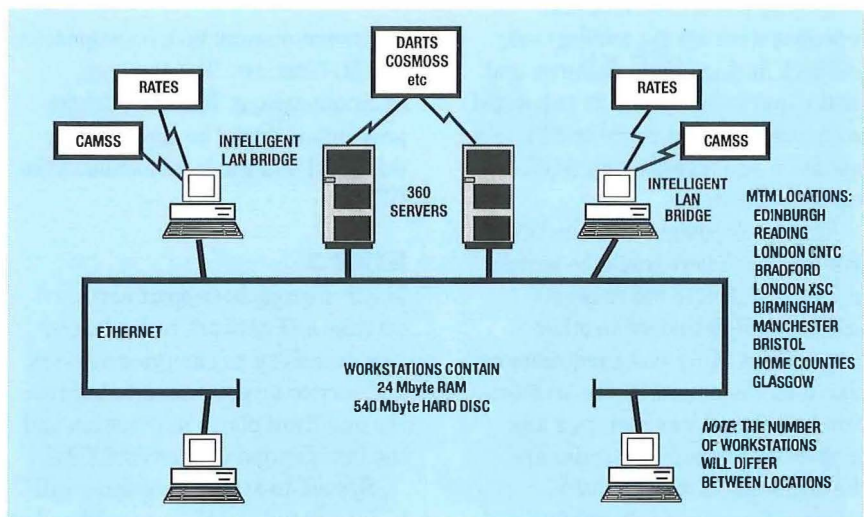 DARTS
COSMOSS
etc
RATES
CAMSS
INTELLIGENT
LAN BRIDGE
360
SERVERS
RATES
CAMSS
INTELLIGENT
LAN BRIDGE
MTM LOCATIONS:
EDINBURGH
READING
LONDON CNTC
BRADFORD
LONDON XSC
BIRMINGHAM
MANCHESTER
BRISTOL
HOME COUNTIES
GLASGOW
ETHERNET
WORKSTATIONS CONTAIN
24 Mbyte RAM
540 Mbyte HARD DISC
NOTE: THE NUMBER
OF WORKSTATIONS
WILL DIFFER
BETWEEN LOCATIONS